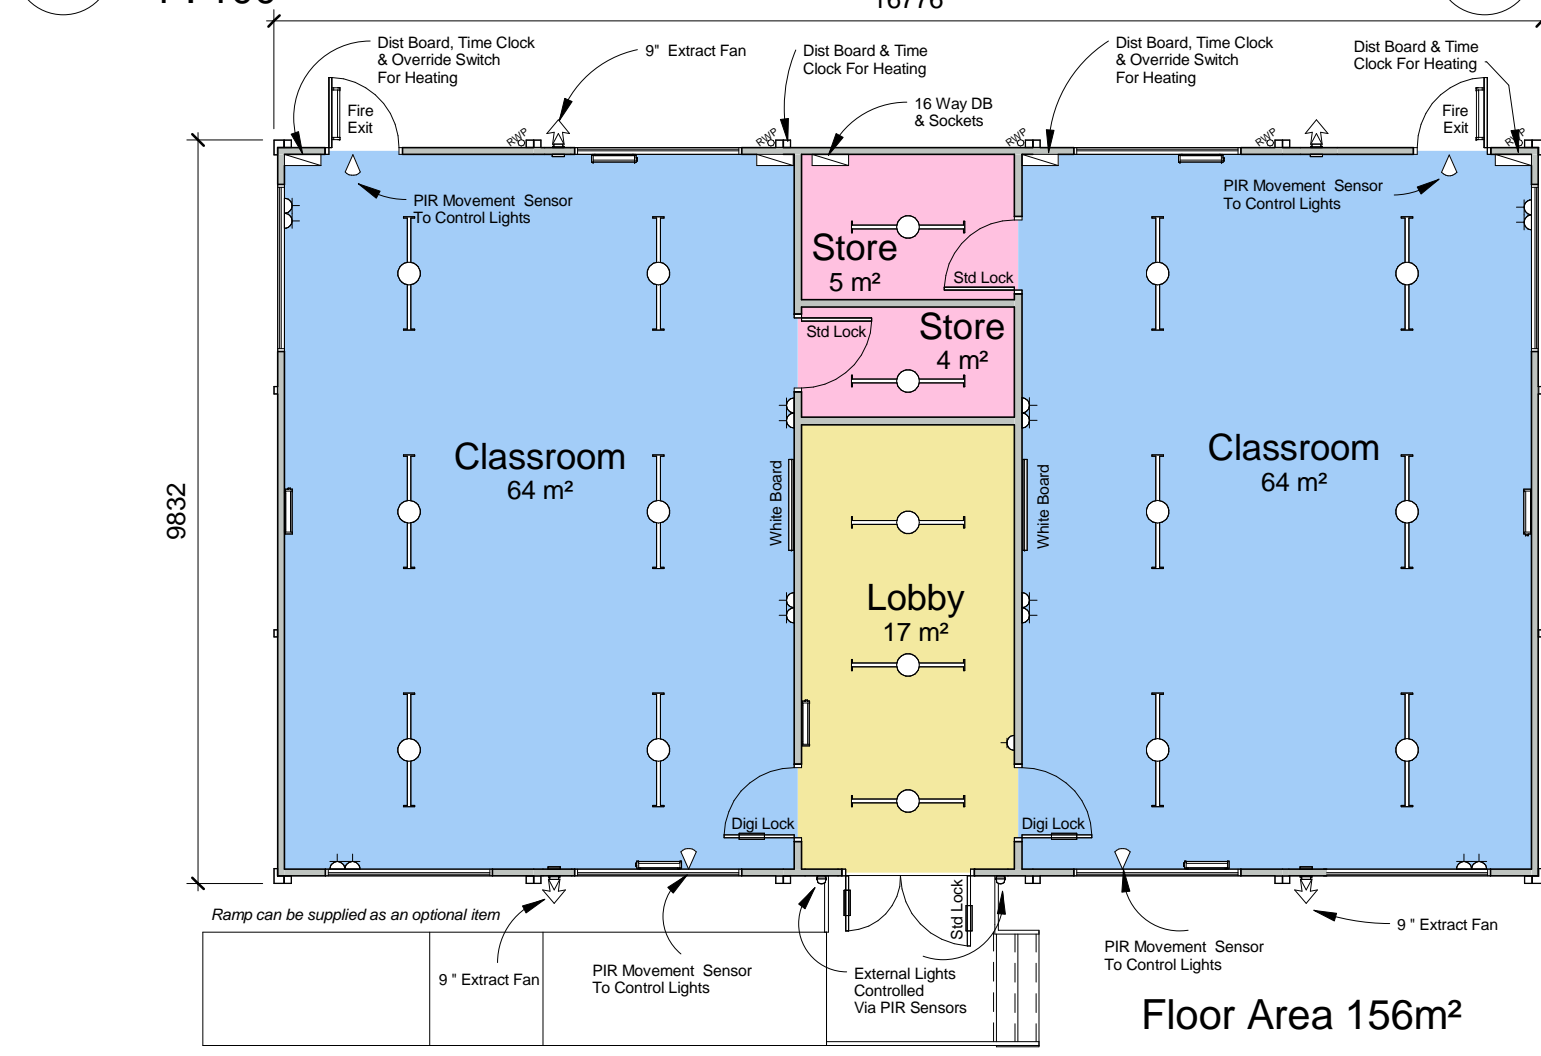 16776
Dist Board, Time Clock
& Override Switch
For Heating
9" Extract Fan
Dist Board & Time
Clock For Heating
Dist Board, Time Clock
& Override Switch
For Heating
Dist Board & Time
Clock For Heating
16 Way DB
& Sockets
Fire
Exit
Fire
Exit
RWP
RWP
RWP
RWP
RWP
PIR Movement Sensor
To Control Lights
PIR Movement Sensor
To Control Lights
Store
5 m²
Std Lock
Store
4 m²
Std Lock
Classroom
64 m²
Classroom
64 m²
White Board
White Board
9832
Lobby
17 m²
Digi Lock
Digi Lock
Std Lock
Ramp can be supplied as an optional item
9 " Extract Fan
PIR Movement Sensor
To Control Lights
External Lights
Controlled
Via PIR Sensors
PIR Movement Sensor
To Control Lights
9 " Extract Fan
Floor Area 156m²